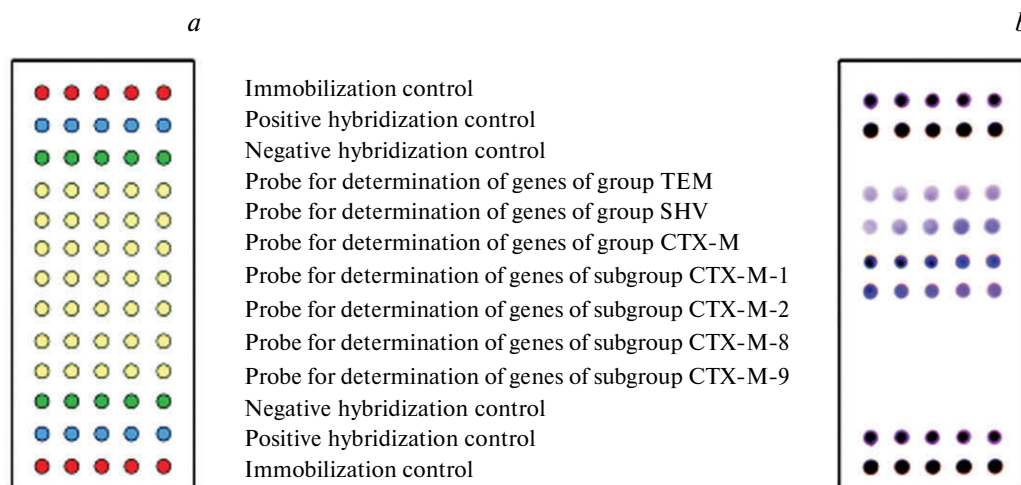 a
b
Immobilization control
Positive hybridization control
Negative hybridization control
Probe for determination of genes of group TEM
Probe for determination of genes of group SHV
Probe for determination of genes of group CTX-M
Probe for determination of genes of subgroup CTX-M-1
Probe for determination of genes of subgroup CTX-M-2
Probe for determination of genes of subgroup CTX-M-8
Probe for determination of genes of subgroup CTX-M-9
Negative hybridization control
Positive hybridization control
Immobilization control